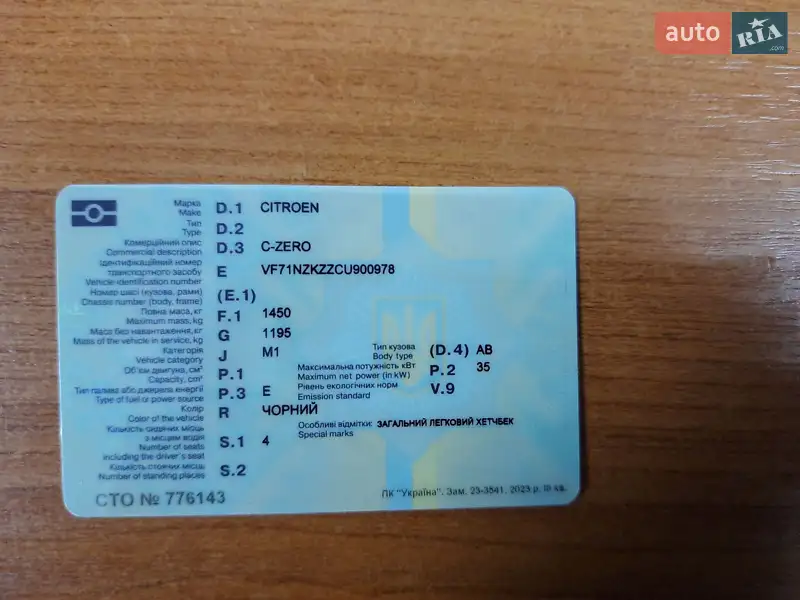 auto RIA .com
Марка
Make D.1 CITROEN
Тип
Type D.2
Комерційний опис
Commercial description D.3 C-ZERO
Ідентифікаційний номер
транспортного засобу E VF71NZKZZCU900978
Vehicle identification number
Номер шасі (кузова, рами)
Chassis number (body, frame) (E.1)
Повна маса, кг
Maximum mass, kg F.1 1450
Маса без навантаження, кг
Mass of the vehicle in service, kg G 1195
Категорія
Vehicle category J M1 Тип кузова
Body type (D.4) AB
Об'єм двигуна, см³
Capacity, cm³ P.1 Максимальна потужність кВт
Maximum net power (in kW) P.2 35
Тип палива або джерела енергії
Type of fuel or power source P.3 E Рівень екологічних норм
Emission standard V.9
Колір
Color of the vehicle R ЧОРНИЙ
Особливі відмітки: ЗАГАЛЬНИЙ ЛЕГКОВИЙ ХЕТЧБЕК
Special marks
Кількість сидячих місць
з місцем водія
Number of seats S.1 4
including the driver's seat
Кількість стоячих місць
Number of standing places S.2
СТО № 776143
ПК "Україна". Зам. 23-3541. 2023 р. III кв.